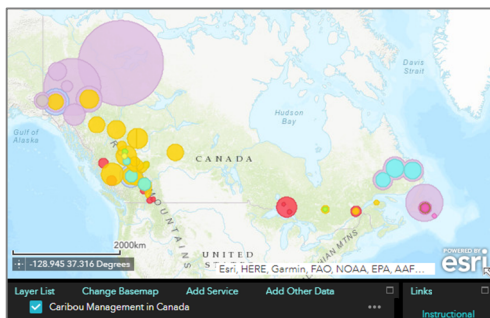 Davis
Strait
Hudson
Bay
Gulf of
Alaska
CANADA
MOUNTAINS
2000km
-128.945 37.316 Degrees
UNITED
MTNS
POWERED BY
esri
Esri, HERE, Garmin, FAO, NOAA, EPA, AAF...
Layer List Change Basemap Add Service Add Other Data Links
Caribou Management in Canada
Instructional